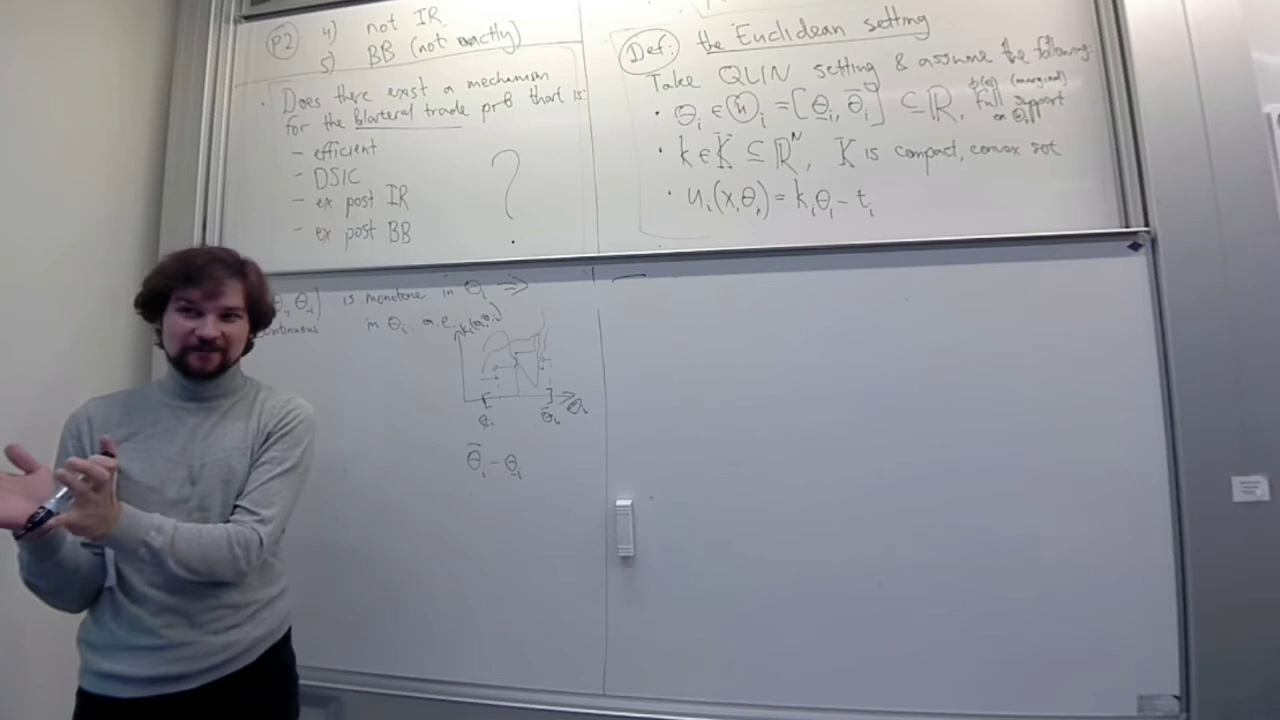 P2 4) not IR
5) BB (not exactly)
· Does there exist a mechanism
for the bilateral trade prb that is:
- efficient
- DSIC
- ex post IR
- ex post BB
?
Def: the Euclidean setting
Take QLIN setting & assume the following:
· θi ∈ Θi = [θ̲i, θ̄i] ⊆ ℝ, ϕ(θ) (marginal) full support on Θi
· k ∈ K ⊆ ℝ^N, K is compact, convex set
· ui(x,θi) = kiθi - ti
is monotone in θi ⇒
continuous in θi a.e.
θ̲i θ̄i θi
θ̄i - θ̲i